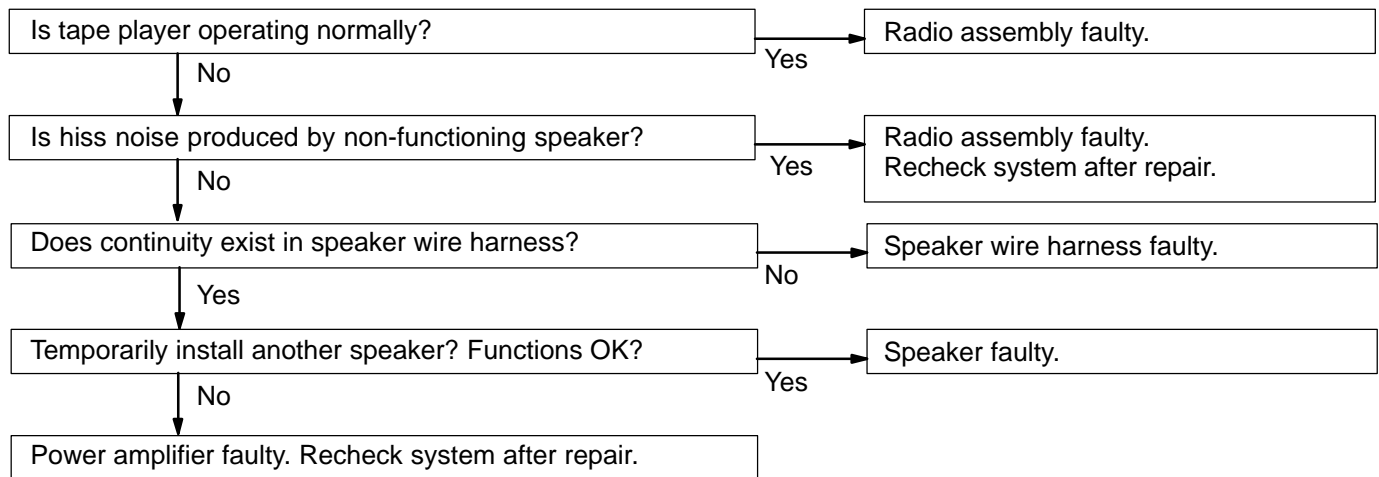 Is tape player operating normally?
Yes
Radio assembly faulty.
No
Is hiss noise produced by non-functioning speaker?
Yes
Radio assembly faulty.
Recheck system after repair.
No
Does continuity exist in speaker wire harness?
No
Speaker wire harness faulty.
Yes
Temporarily install another speaker? Functions OK?
Yes
Speaker faulty.
No
Power amplifier faulty. Recheck system after repair.